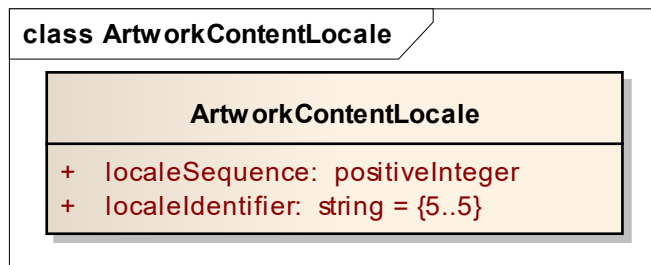 class ArtworkContentLocale
ArtworkContentLocale
+ localeSequence: positiveInteger
+ localeIdentifier: string = {5..5}